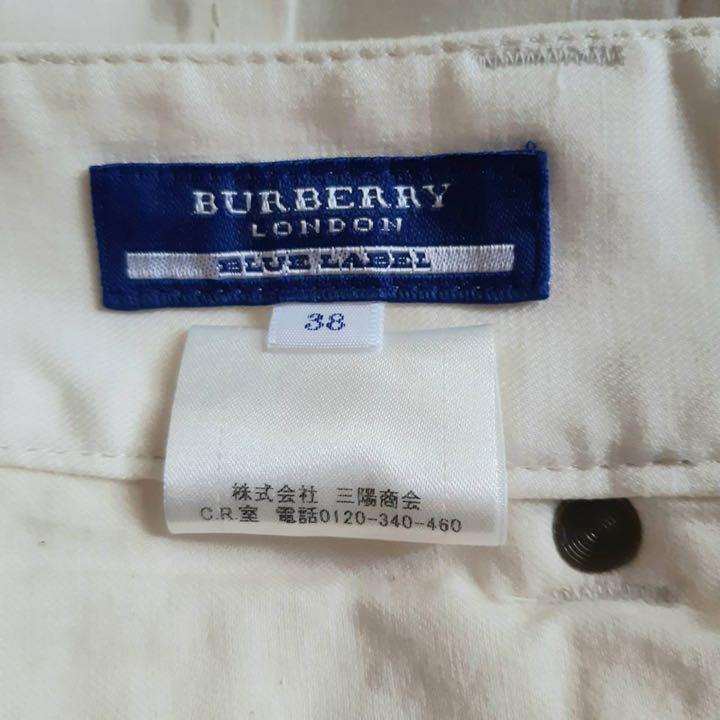 BURBERRY
LONDON
BLUE LABEL
38
株式会社 三陽商会
C.R.室 電話0120-340-460